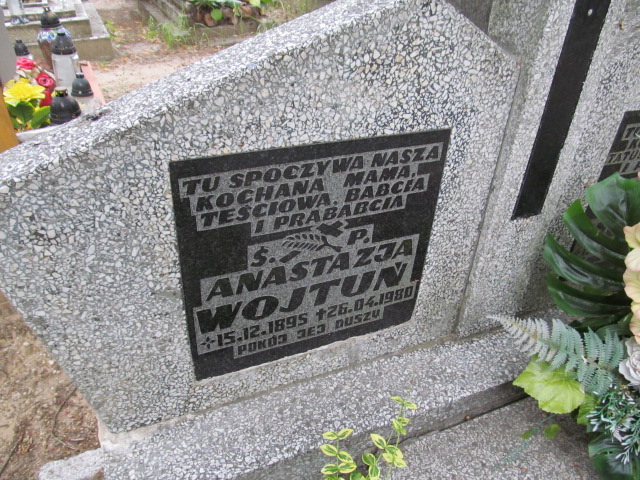 TU SPOCZYWA NASZA
KOCHANA MAMA,
TEŚCIOWA, BABCIA
I PRABABCIA
Ś. P.
ANASTAZJA
WOJTUŃ
15.12.1895 †26.04.1980
POKÓJ JEJ DUSZY